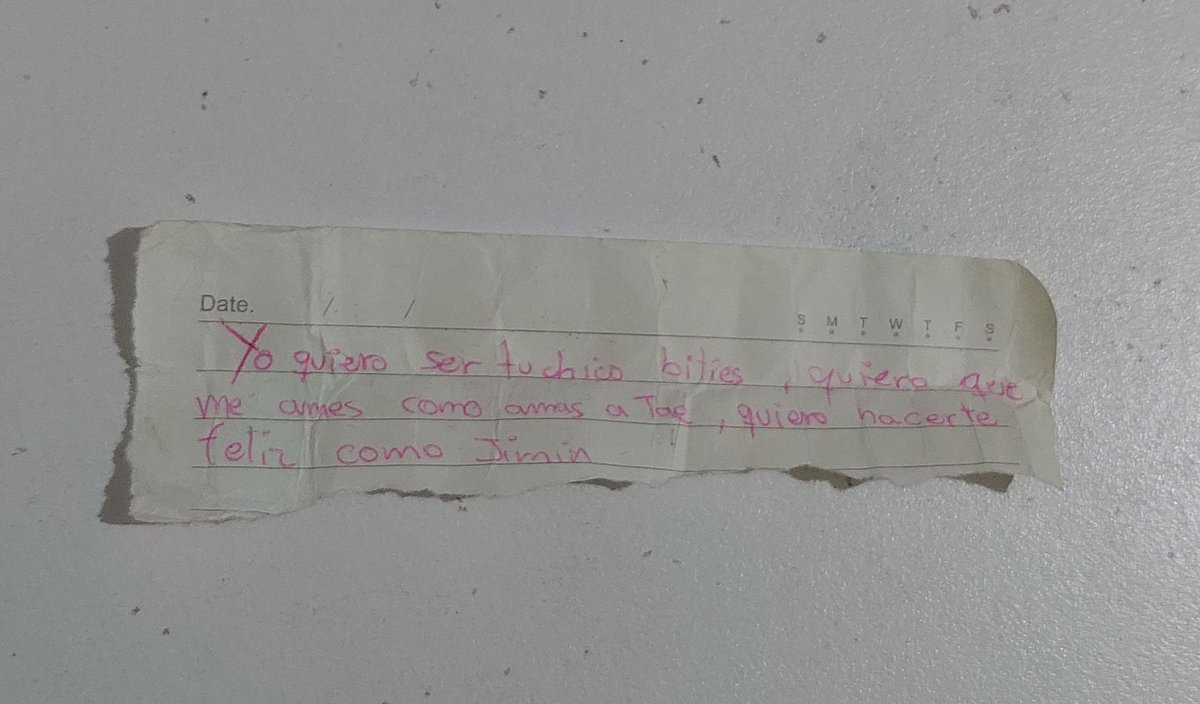 Date. / /
S M T W T F S
Yo quiero ser tu chico bities, quiero que
me ames como amas a Tae, quiero hacerte
feliz como Jimin